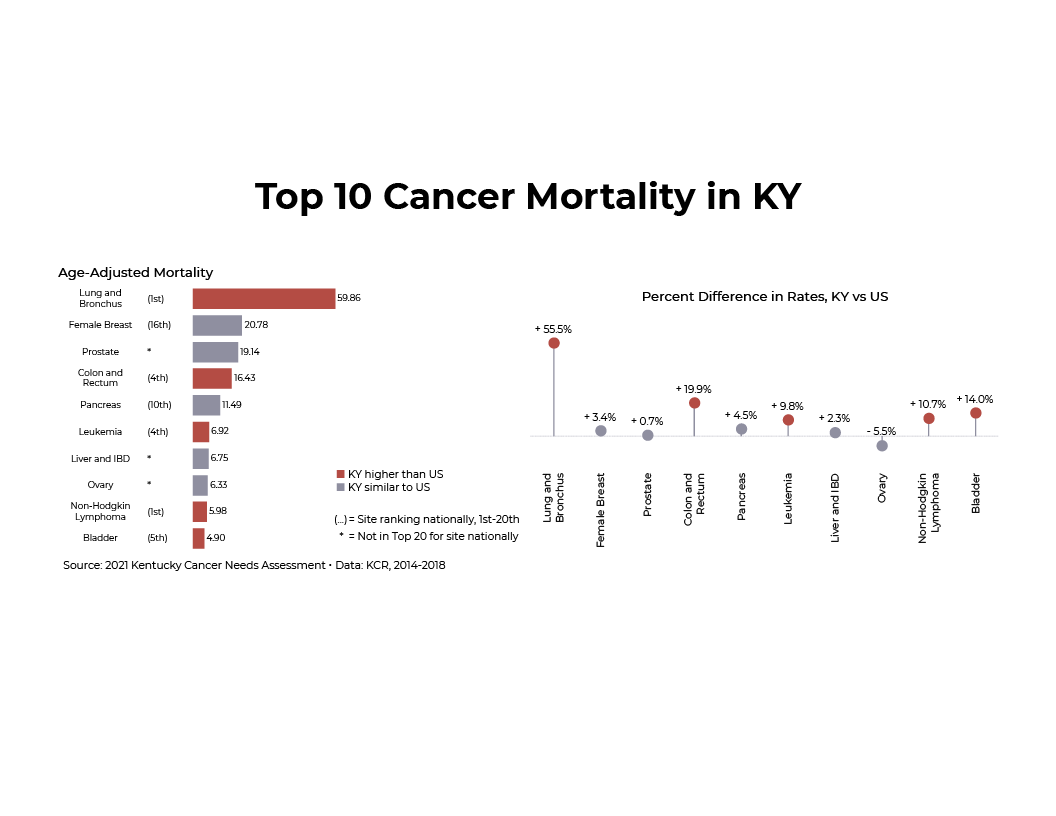 Top 10 Cancer Mortality in KY
Age-Adjusted Mortality
Lung and
Bronchus
(1st)
59.86
Female Breast
(16th)
20.78
Prostate
*
19.14
Colon and
Rectum
(4th)
16.43
Pancreas
(10th)
11.49
Leukemia
(4th)
6.92
Liver and IBD
*
6.75
Ovary
*
6.33
Non-Hodgkin
Lymphoma
(1st)
5.98
Bladder
(5th)
4.90
KY higher than US
KY similar to US
(...) = Site ranking nationally, 1st-20th
* = Not in Top 20 for site nationally
Source: 2021 Kentucky Cancer Needs Assessment • Data: KCR, 2014-2018
Percent Difference in Rates, KY vs US
+ 55.5%
+ 3.4%
+ 0.7%
+ 19.9%
+ 4.5%
+ 9.8%
+ 2.3%
- 5.5%
+ 10.7%
+ 14.0%
Lung and
Bronchus
Female Breast
Prostate
Colon and
Rectum
Pancreas
Leukemia
Liver and IBD
Ovary
Non-Hodgkin
Lymphoma
Bladder